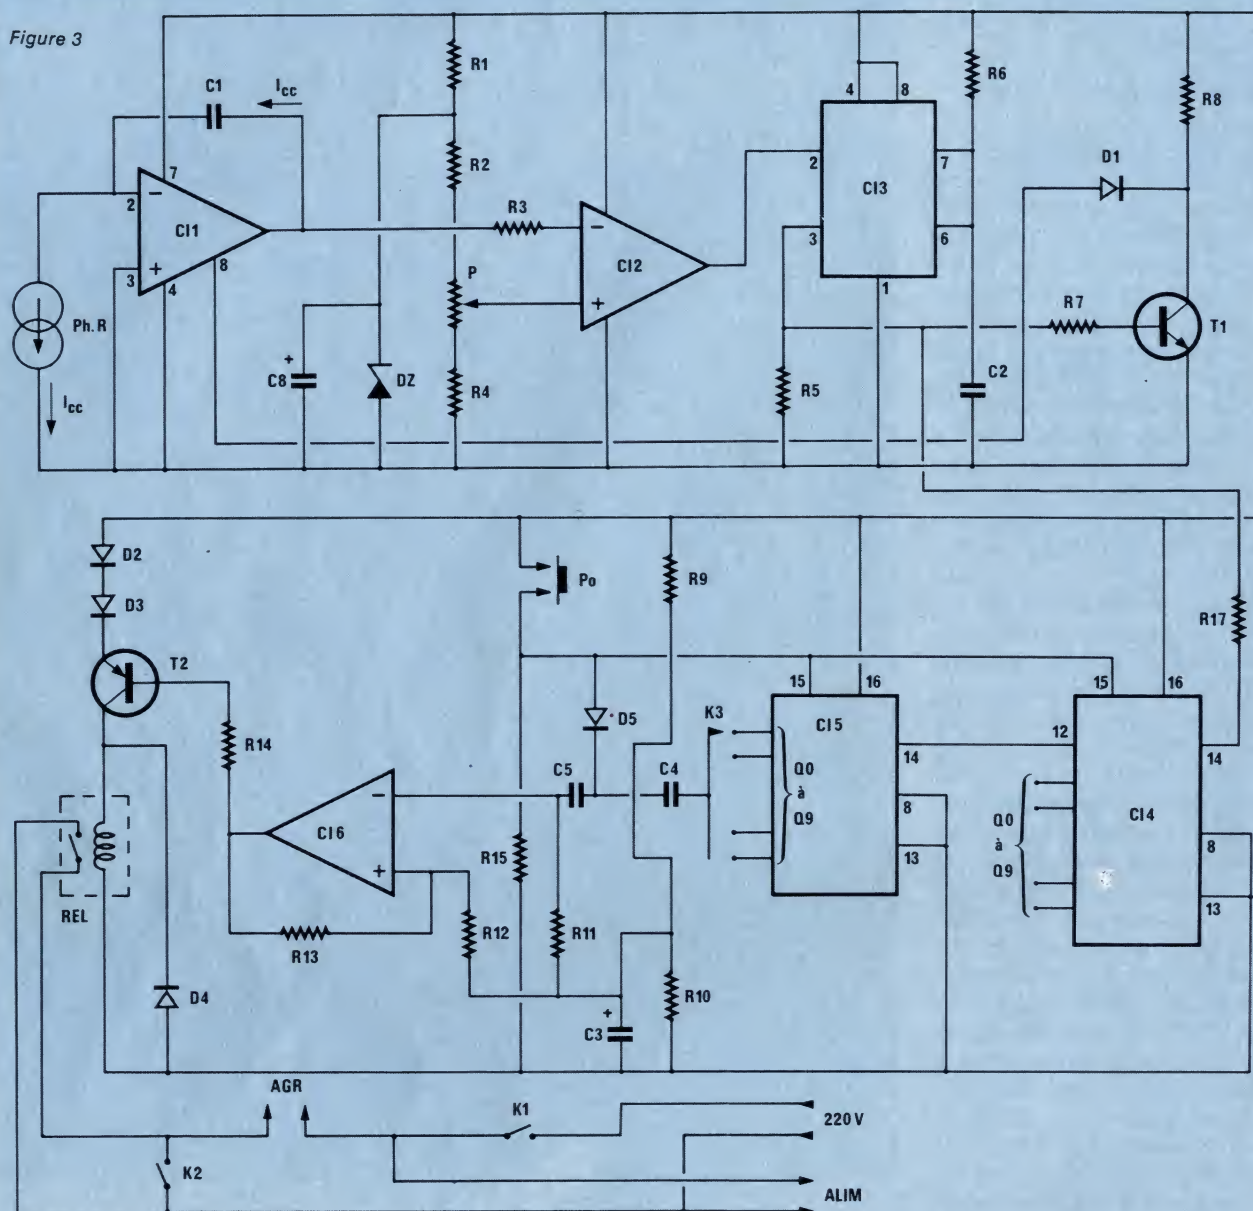 Figure 3
C1
Icc
R1
R2
R3
P
R4
C8
+
DZ
Ph.R
Icc
CI1
−
+
2
3
7
4
8
CI2
−
+
CI3
4
8
2
3
7
6
1
R5
R6
C2
R7
D1
R8
T1
D2
D3
T2
R14
REL
D4
CI6
−
+
R13
R12
R11
R15
Po
D5
C5
C4
R9
R10
C3
+
K3
Q0
à
Q9
CI5
15
16
14
8
13
R17
CI4
15
16
12
14
8
13
Q0
à
Q9
AGR
K1
220 V
K2
ALIM